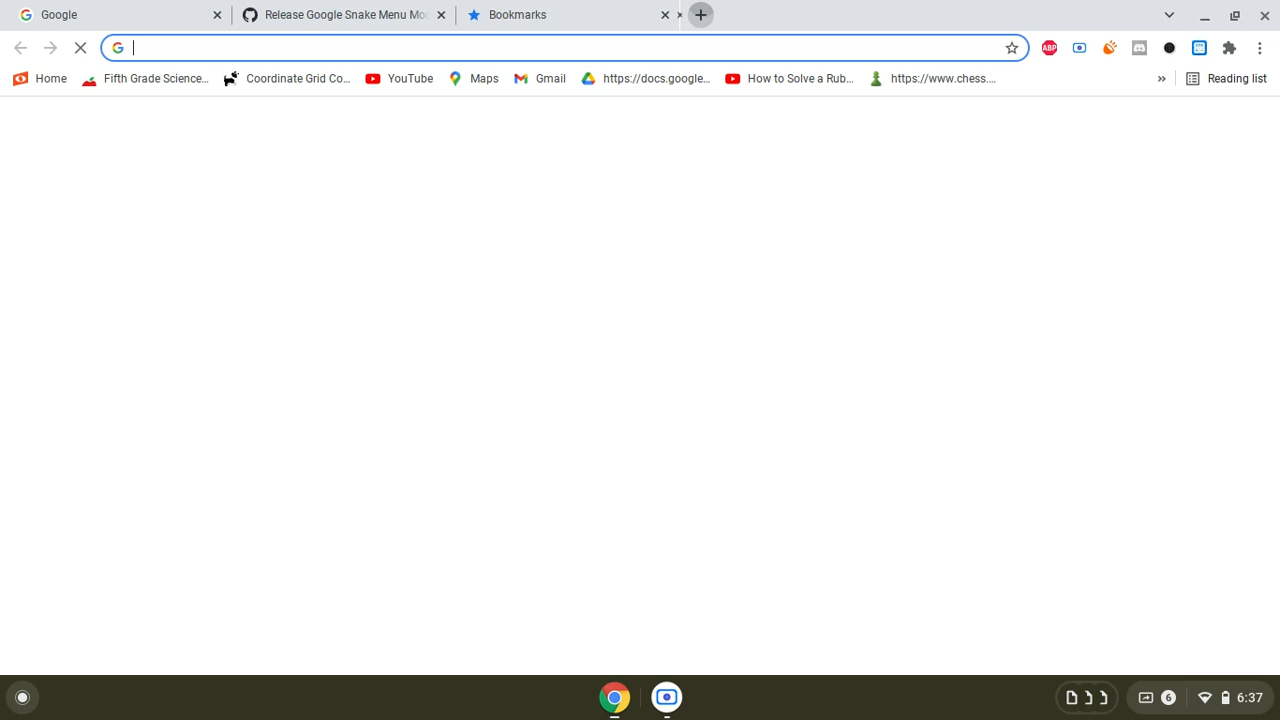 Google
Release Google Snake Menu Mo
Bookmarks
ABP
Home
Fifth Grade Science...
Coordinate Grid Co...
YouTube
Maps
Gmail
https://docs.google...
How to Solve a Rub...
https://www.chess....
»
Reading list
6
6:37